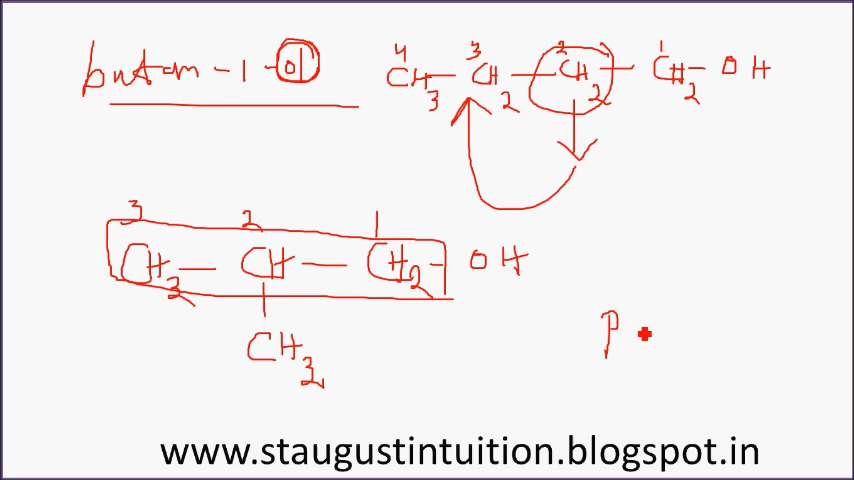 butan-1-ol
4 3 2 1
CH3-CH2-CH2-CH2-OH
3 2 1
CH3-CH-CH2-OH
CH3
P
www.staugustintuition.blogspot.in